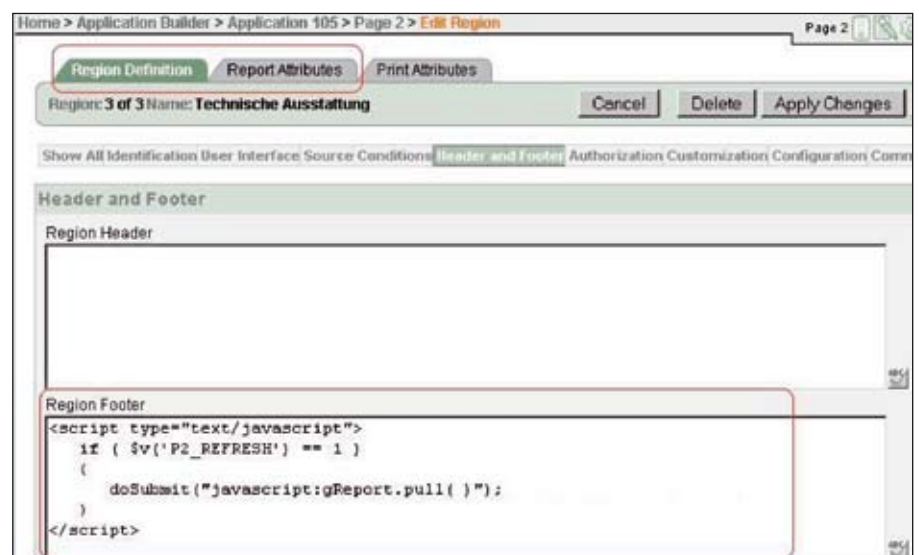 Home > Application Builder > Application 105 > Page 2 > Edit Region
Page 2
Region Definition Report Attributes Print Attributes
Region: 3 of 3 Name: Technische Ausstattung Cancel Delete Apply Changes
Show All Identification User Interface Source Conditions Header and Footer Authorization Customization Configuration Comm
Header and Footer
Region Header
Region Footer
<script type="text/javascript">
if ( $v('P2_REFRESH') == 1 )
{
doSubmit("javascript:gReport.pull( )");
}
</script>